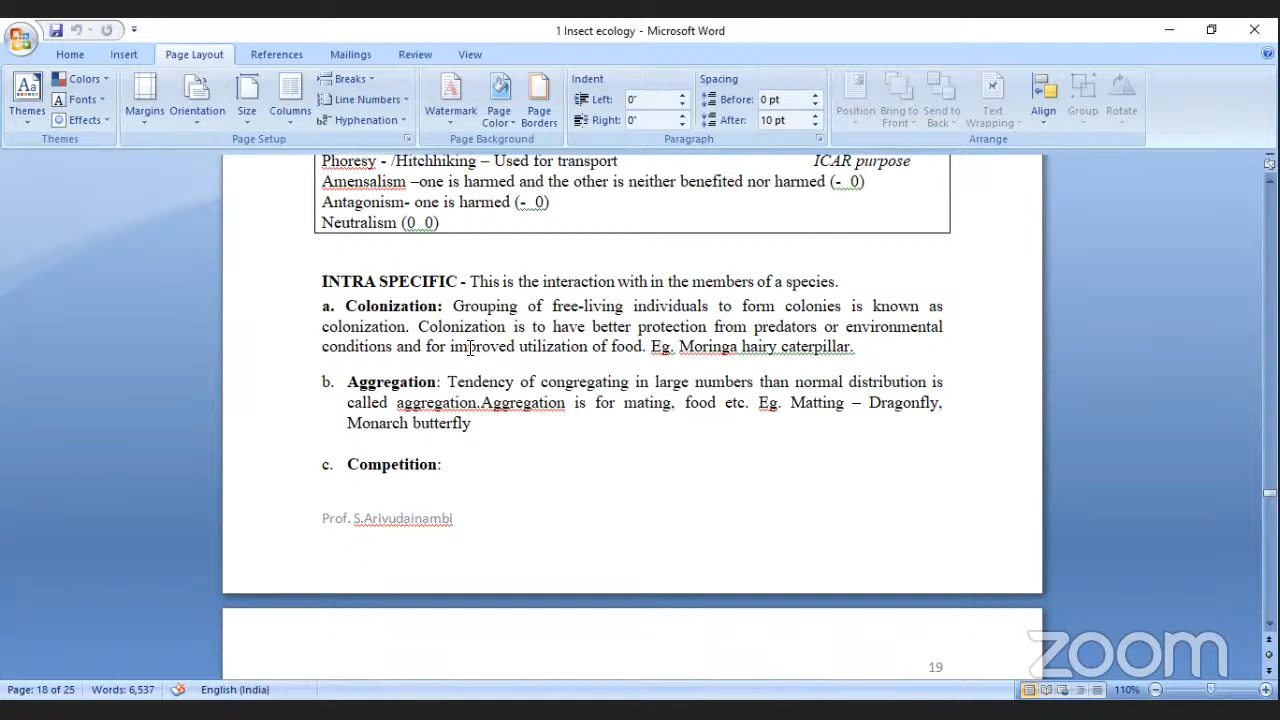 1 Insect ecology - Microsoft Word
Home Insert Page Layout References Mailings Review View
Themes Colors Fonts Effects Themes
Margins Orientation Size Columns Breaks Line Numbers Hyphenation Page Setup
Watermark Page Color Page Borders Page Background
Indent Left: 0" Right: 0" Spacing Before: 0 pt After: 10 pt Paragraph
Position Bring to Front Send to Back Text Wrapping Align Group Rotate Arrange
Phoresy - /Hitchhiking – Used for transport ICAR purpose
Amensalism –one is harmed and the other is neither benefited nor harmed (- 0)
Antagonism- one is harmed (- 0)
Neutralism (0 0)
INTRA SPECIFIC - This is the interaction with in the members of a species.
a. Colonization: Grouping of free-living individuals to form colonies is known as
colonization. Colonization is to have better protection from predators or environmental
conditions and for improved utilization of food. Eg. Moringa hairy caterpillar.
b. Aggregation: Tendency of congregating in large numbers than normal distribution is
called aggregation.Aggregation is for mating, food etc. Eg. Matting – Dragonfly,
Monarch butterfly
c. Competition:
Prof. S.Arivudainambi
19
zoom
Page: 18 of 25 Words: 6,537 English (India) 110%